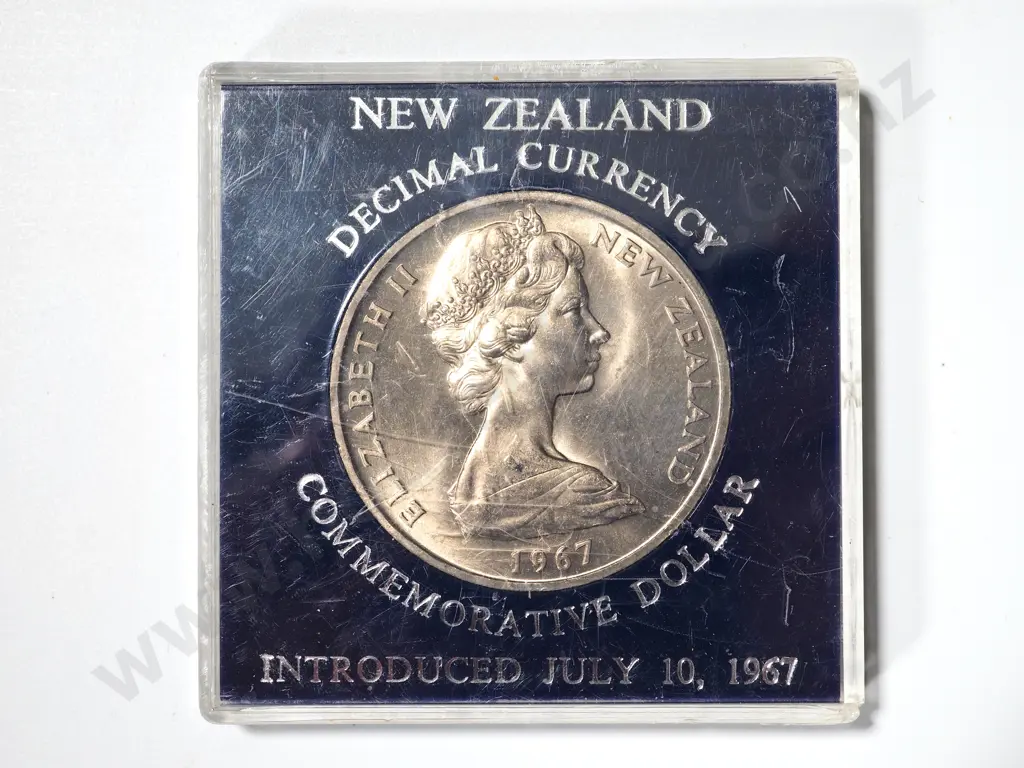 NEW ZEALAND
DECIMAL CURRENCY
ELIZABETH II
NEW ZEALAND
1967
COMMEMORATIVE DOLLAR
INTRODUCED JULY 10, 1967